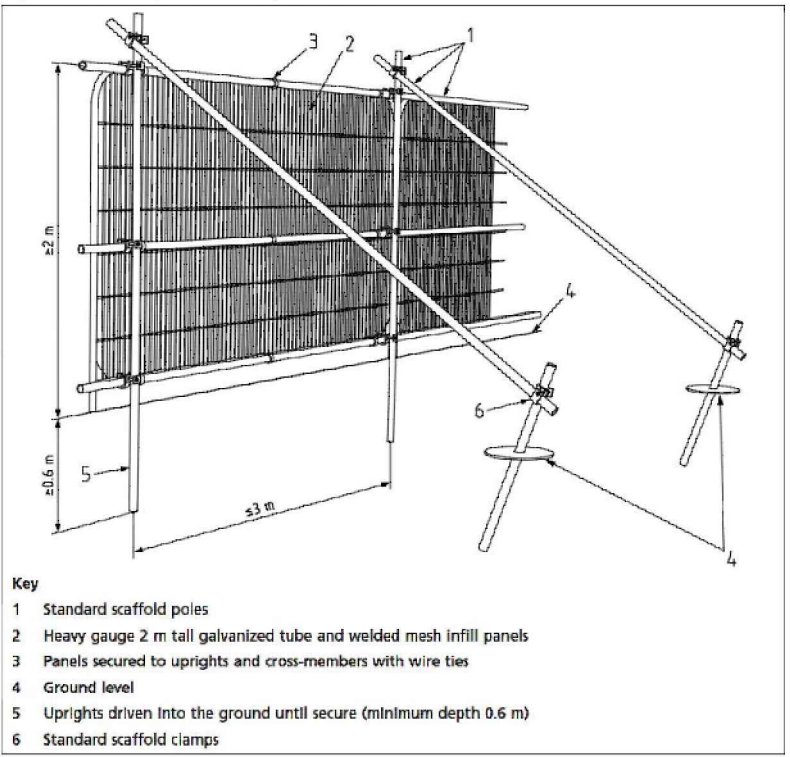 3
2
1
≥2 m
4
6
5
≥0.6 m
≤3 m
4
Key
1 Standard scaffold poles
2 Heavy gauge 2 m tall galvanized tube and welded mesh infill panels
3 Panels secured to uprights and cross-members with wire ties
4 Ground level
5 Uprights driven into the ground until secure (minimum depth 0.6 m)
6 Standard scaffold clamps